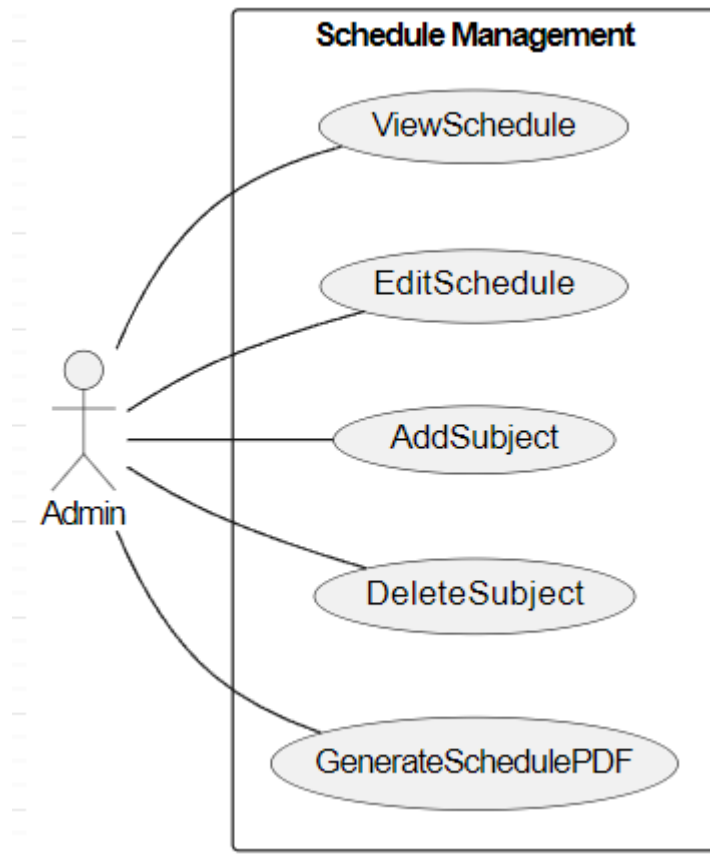 Schedule Management
ViewSchedule
EditSchedule
AddSubject
Admin
DeleteSubject
GenerateSchedulePDF